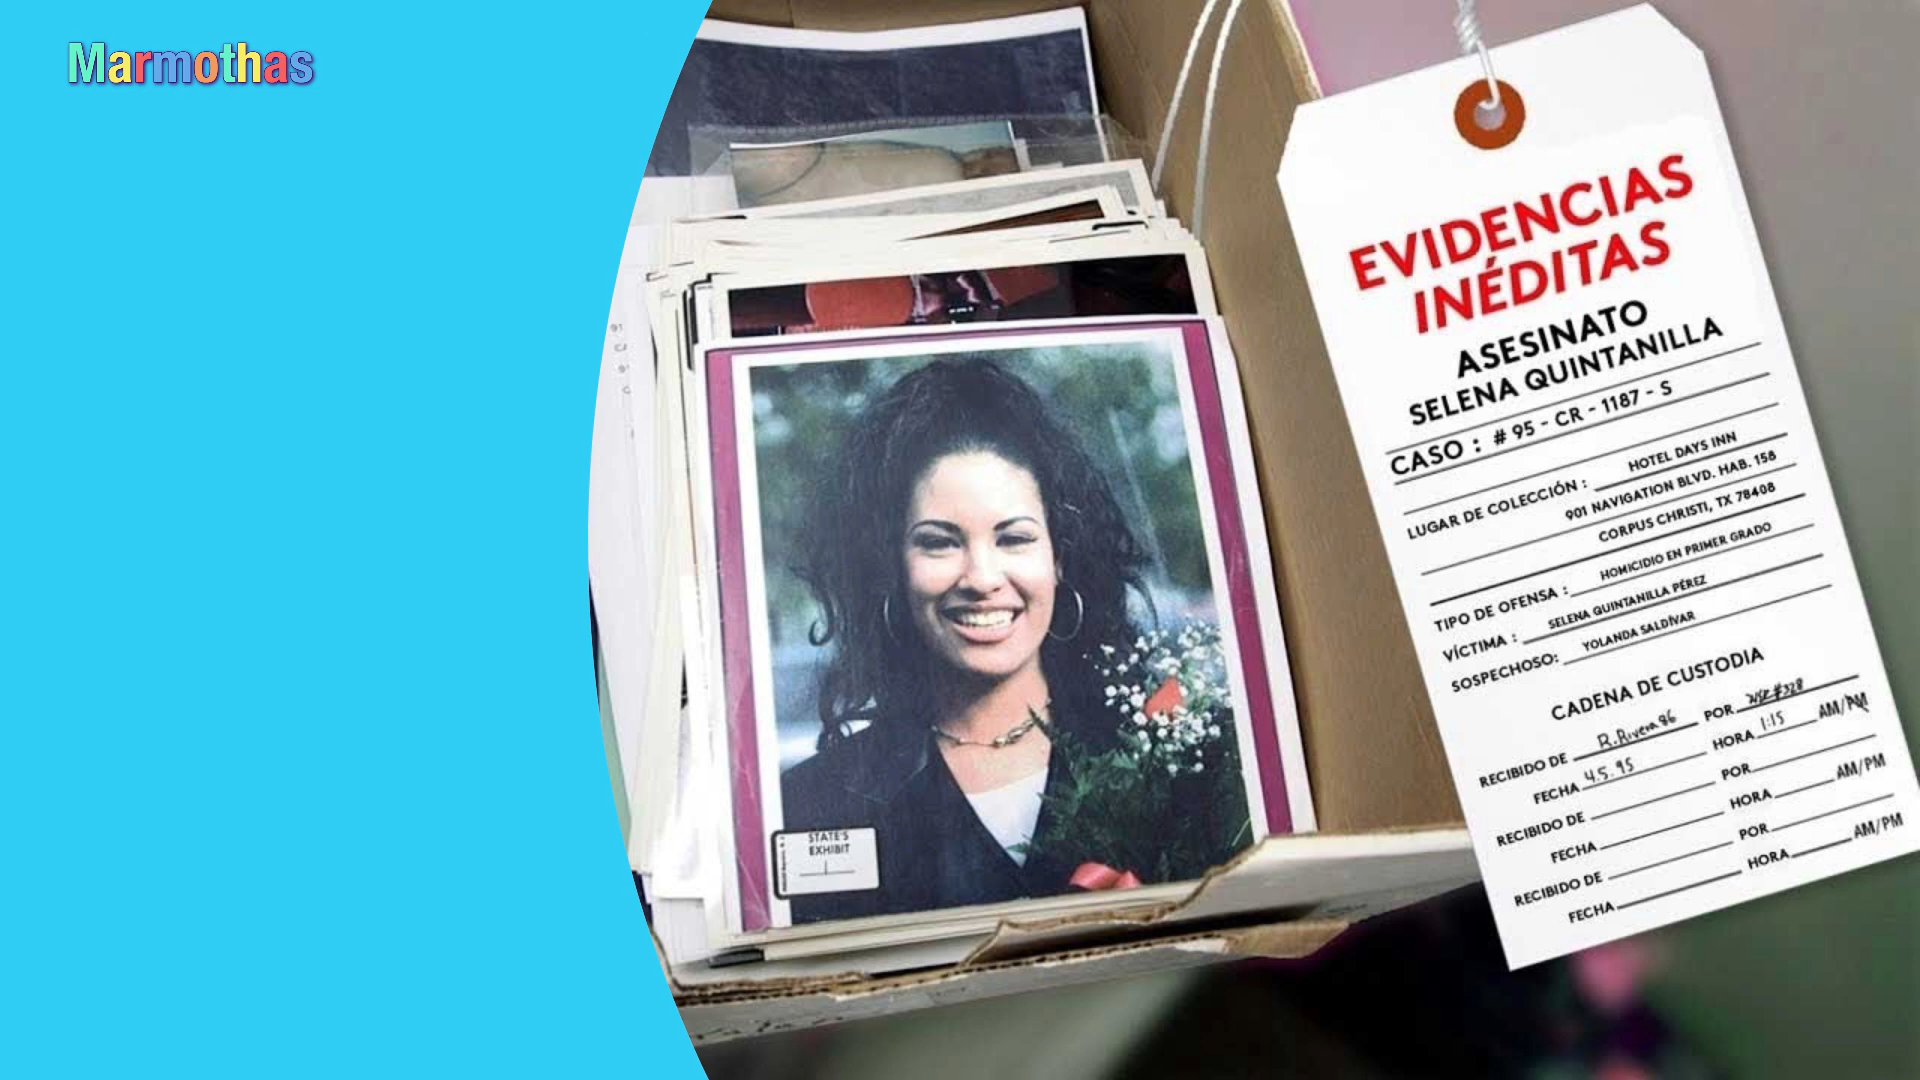 Marmothas
EVIDENCIAS
INÉDITAS
ASESINATO
SELENA QUINTANILLA
CASO : # 95 - CR - 1187 - S
LUGAR DE COLECCIÓN : HOTEL DAYS INN
901 NAVIGATION BLVD. HAB. 158
CORPUS CHRISTI, TX 78408
TIPO DE OFENSA : HOMICIDIO EN PRIMER GRADO
VÍCTIMA : SELENA QUINTANILLA PÉREZ
SOSPECHOSO: YOLANDA SALDÍVAR
CADENA DE CUSTODIA
RECIBIDO DE R. Rivera 86 POR
FECHA 4.5.95 HORA 1:15 AM/PM
RECIBIDO DE POR
FECHA HORA AM/PM
RECIBIDO DE POR
FECHA HORA AM/PM
STATE'S
EXHIBIT
1